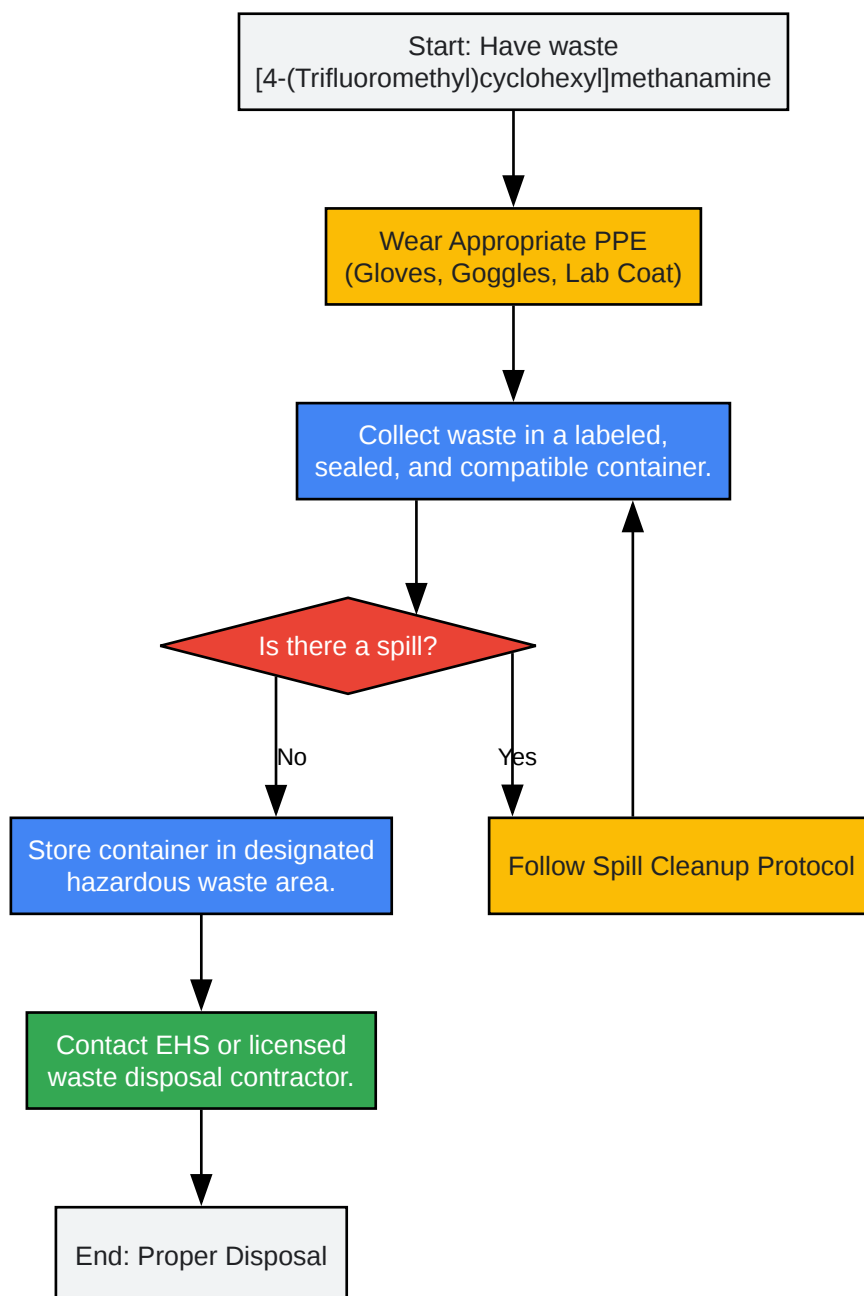 Start: Have waste
[4-(Trifluoromethyl)cyclohexyl]methanamine
Wear Appropriate PPE
(Gloves, Goggles, Lab Coat)
Collect waste in a labeled,
sealed, and compatible container.
Is there a spill?
No
Yes
Store container in designated
hazardous waste area.
Follow Spill Cleanup Protocol
Contact EHS or licensed
waste disposal contractor.
End: Proper Disposal